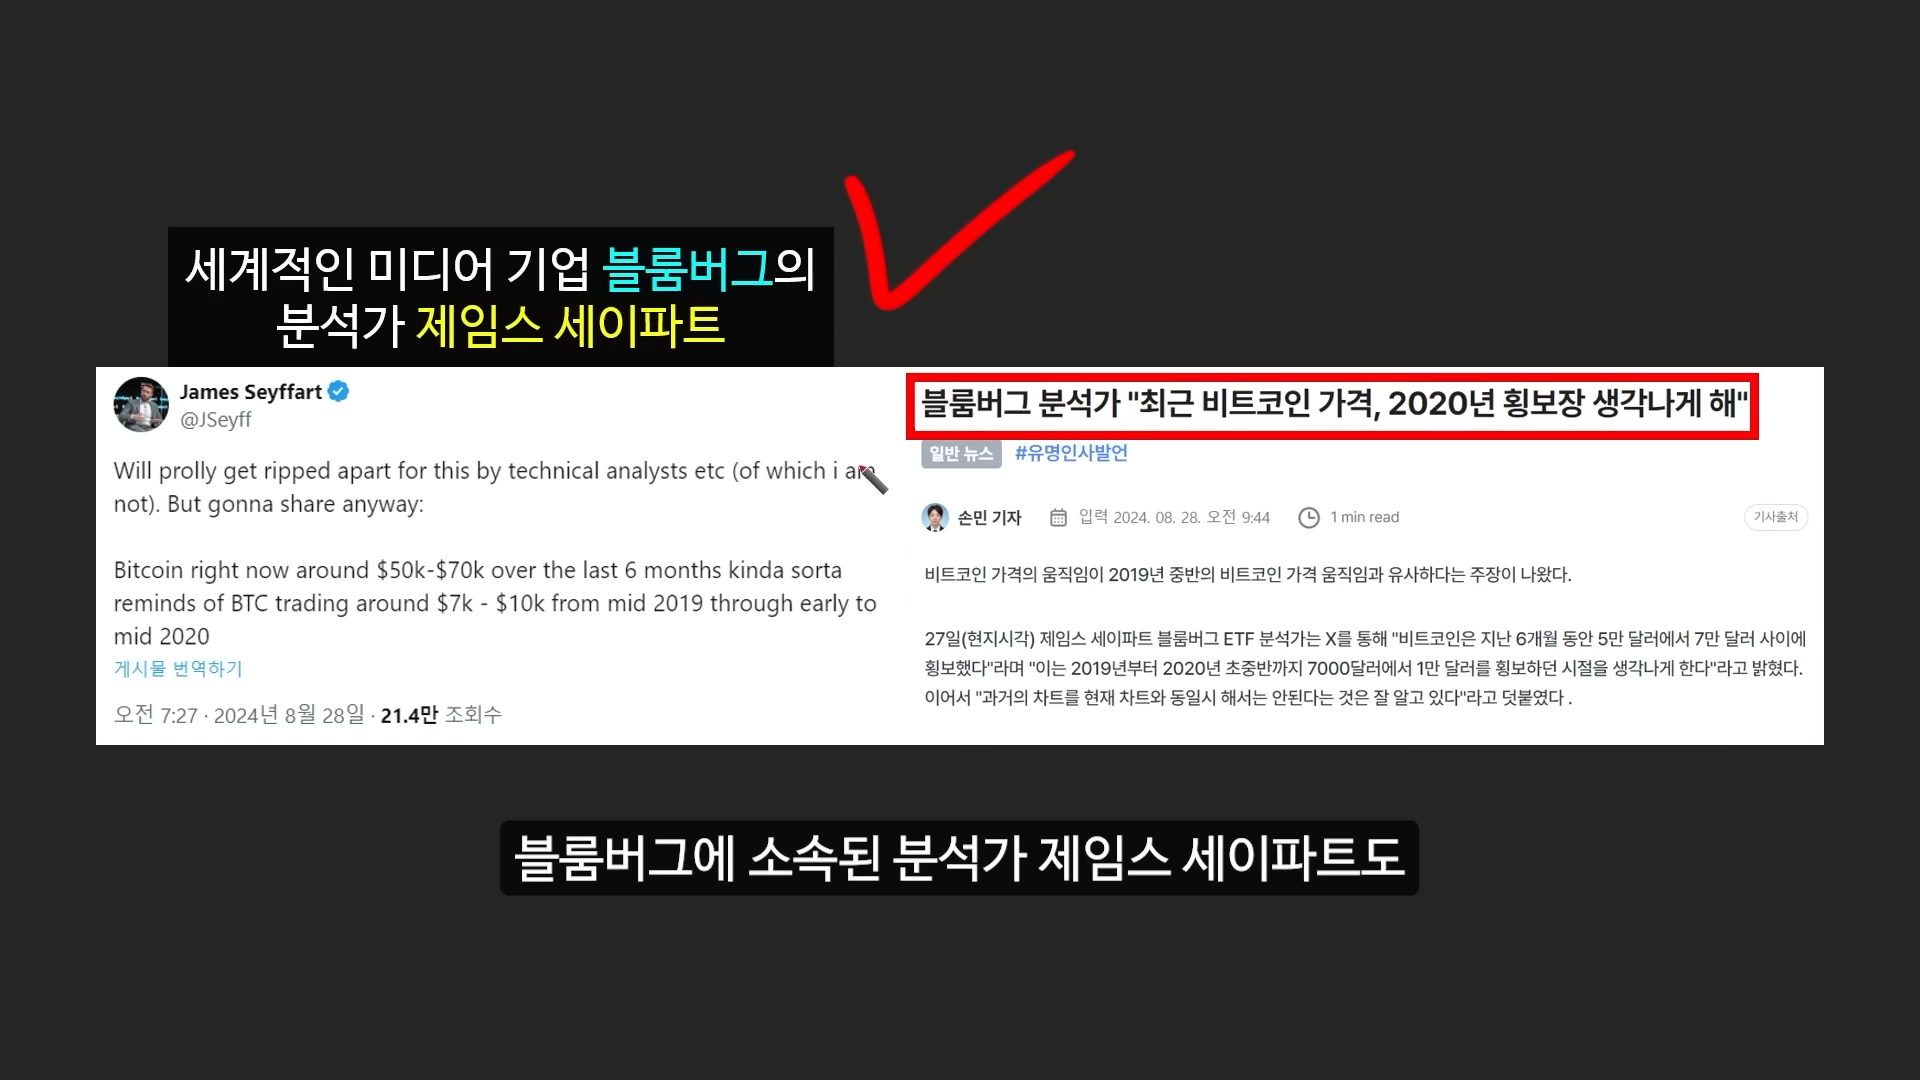 세계적인 미디어 기업 블룸버그의
분석가 제임스 세이파트
James Seyffart
@JSeyff
Will prolly get ripped apart for this by technical analysts etc (of which i am
not). But gonna share anyway:
Bitcoin right now around $50k-$70k over the last 6 months kinda sorta
reminds of BTC trading around $7k - $10k from mid 2019 through early to
mid 2020
게시물 번역하기
오전 7:27 · 2024년 8월 28일 · 21.4만 조회수
블룸버그 분석가 "최근 비트코인 가격, 2020년 횡보장 생각나게 해"
일반 뉴스 #유명인사발언
손민 기자 입력 2024. 08. 28. 오전 9:44 1 min read 기사출처
비트코인 가격의 움직임이 2019년 중반의 비트코인 가격 움직임과 유사하다는 주장이 나왔다.
27일(현지시각) 제임스 세이파트 블룸버그 ETF 분석가는 X를 통해 "비트코인은 지난 6개월 동안 5만 달러에서 7만 달러 사이에
횡보했다"라며 "이는 2019년부터 2020년 초중반까지 7000달러에서 1만 달러를 횡보하던 시절을 생각나게 한다"라고 밝혔다.
이어서 "과거의 차트를 현재 차트와 동일시 해서는 안된다는 것은 잘 알고 있다"라고 덧붙였다 .
블룸버그에 소속된 분석가 제임스 세이파트도